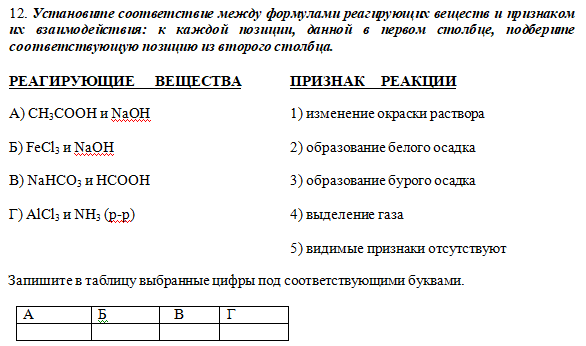 12. Установите соответствие между формулами реагирующих веществ и признаком
их взаимодействия: к каждой позиции, данной в первом столбце, подберите
соответствующую позицию из второго столбца.
РЕАГИРУЮЩИЕ ВЕЩЕСТВА ПРИЗНАК РЕАКЦИИ
А) CH₃COOH и NaOH 1) изменение окраски раствора
Б) FeCl₃ и NaOH 2) образование белого осадка
В) NaHCO₃ и HCOOH 3) образование бурого осадка
Г) AlCl₃ и NH₃ (р-р) 4) выделение газа
5) видимые признаки отсутствуют
Запишите в таблицу выбранные цифры под соответствующими буквами.
А Б В Г